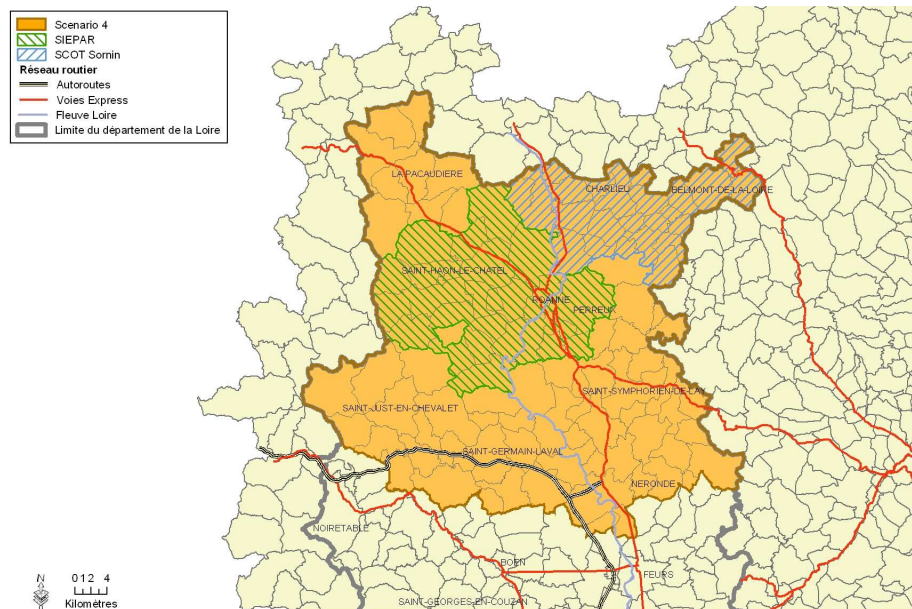 Scenario 4
SIEPAR
SCOT Sornin
Réseau routier
Autoroutes
Voies Express
Fleuve Loire
Limite du département de la Loire
LA PACAUDIERE
CHARLIEU
BELMONT-DE-LA-LOIRE
SAINT-HAON-LE-CHATEL
ROANNE
PERREUX
SAINT-SYMPHORIEN-DE-LAY
SAINT-JUST-EN-CHEVALET
SAINT-GERMAIN-LAVAL
NERONDE
NOIRETABLE
BOEN
FEURS
SAINT-GEORGES-EN-COUZAN
N
0 1 2 4
Kilomètres